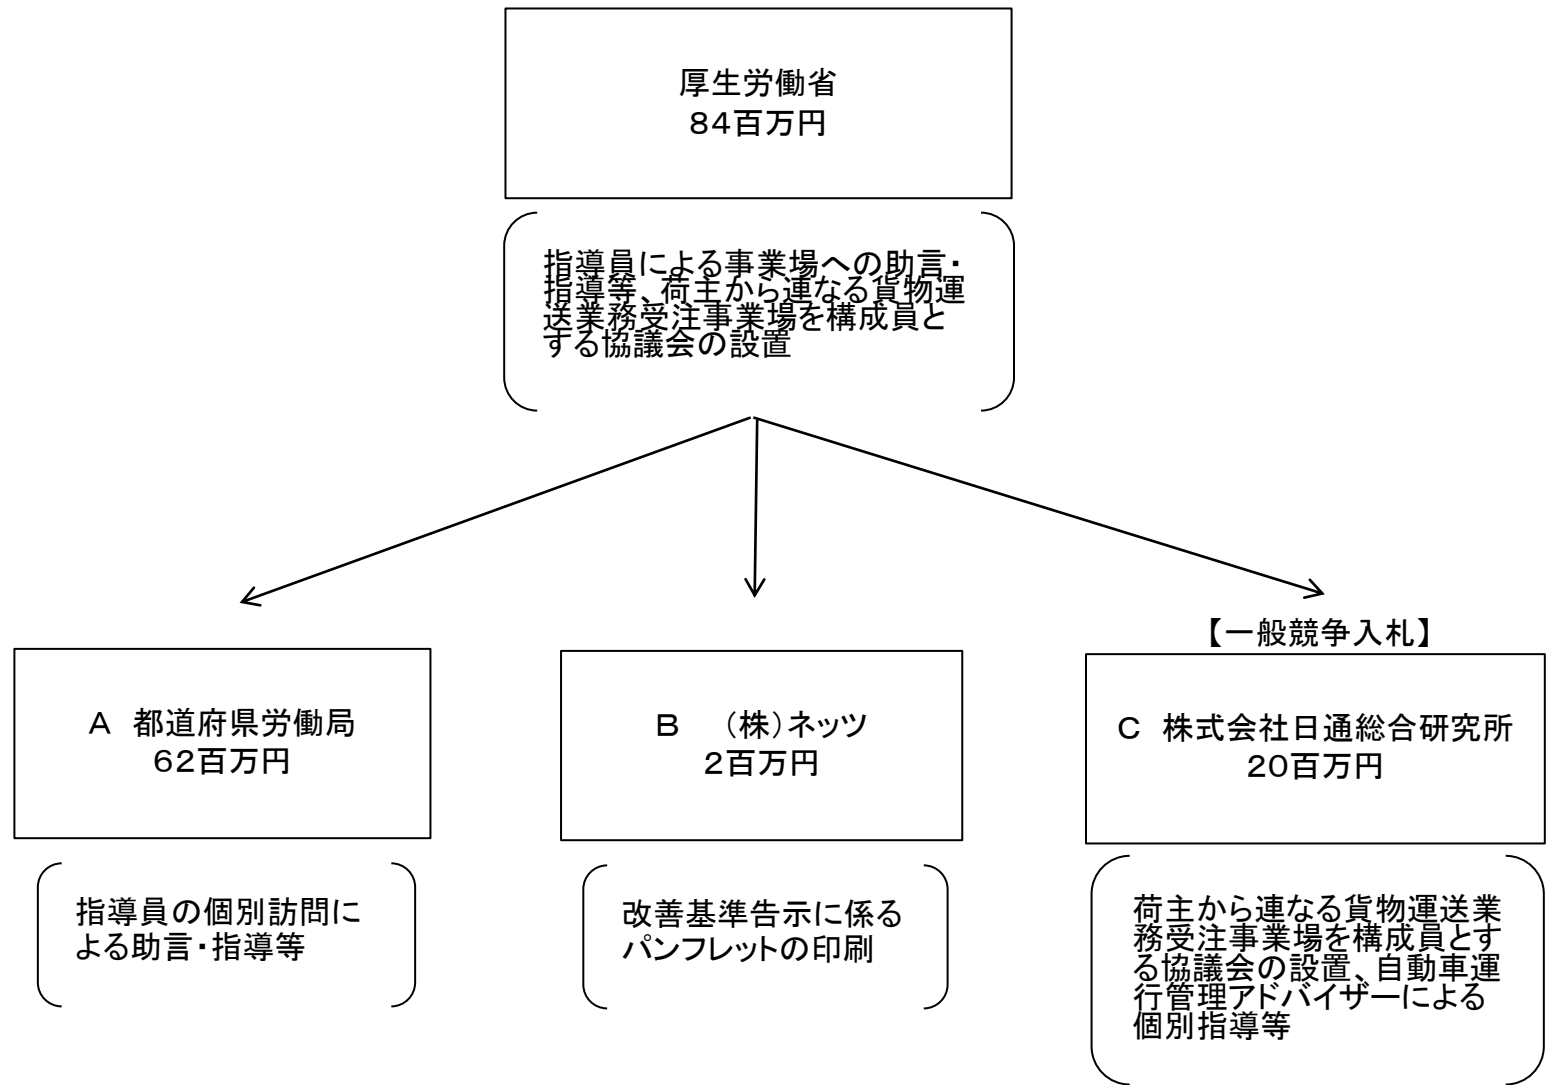 厚生労働省
84百万円
指導員による事業場への助言・
指導等、荷主から連なる貨物運
送業務受注事業場を構成員と
する協議会の設置
【一般競争入札】
A　都道府県労働局
62百万円
B　（株）ネッツ
2百万円
C　株式会社日通総合研究所
20百万円
指導員の個別訪問に
よる助言・指導等
改善基準告示に係る
パンフレットの印刷
荷主から連なる貨物運送業
務受注事業場を構成員とす
る協議会の設置、自動車運
行管理アドバイザーによる
個別指導等